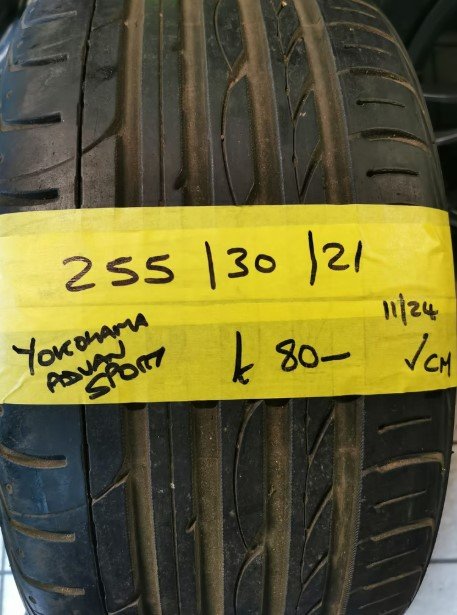 255/30/21
11/24
YOKOHAMA
ADVAN
SPORT
80-
✓CM